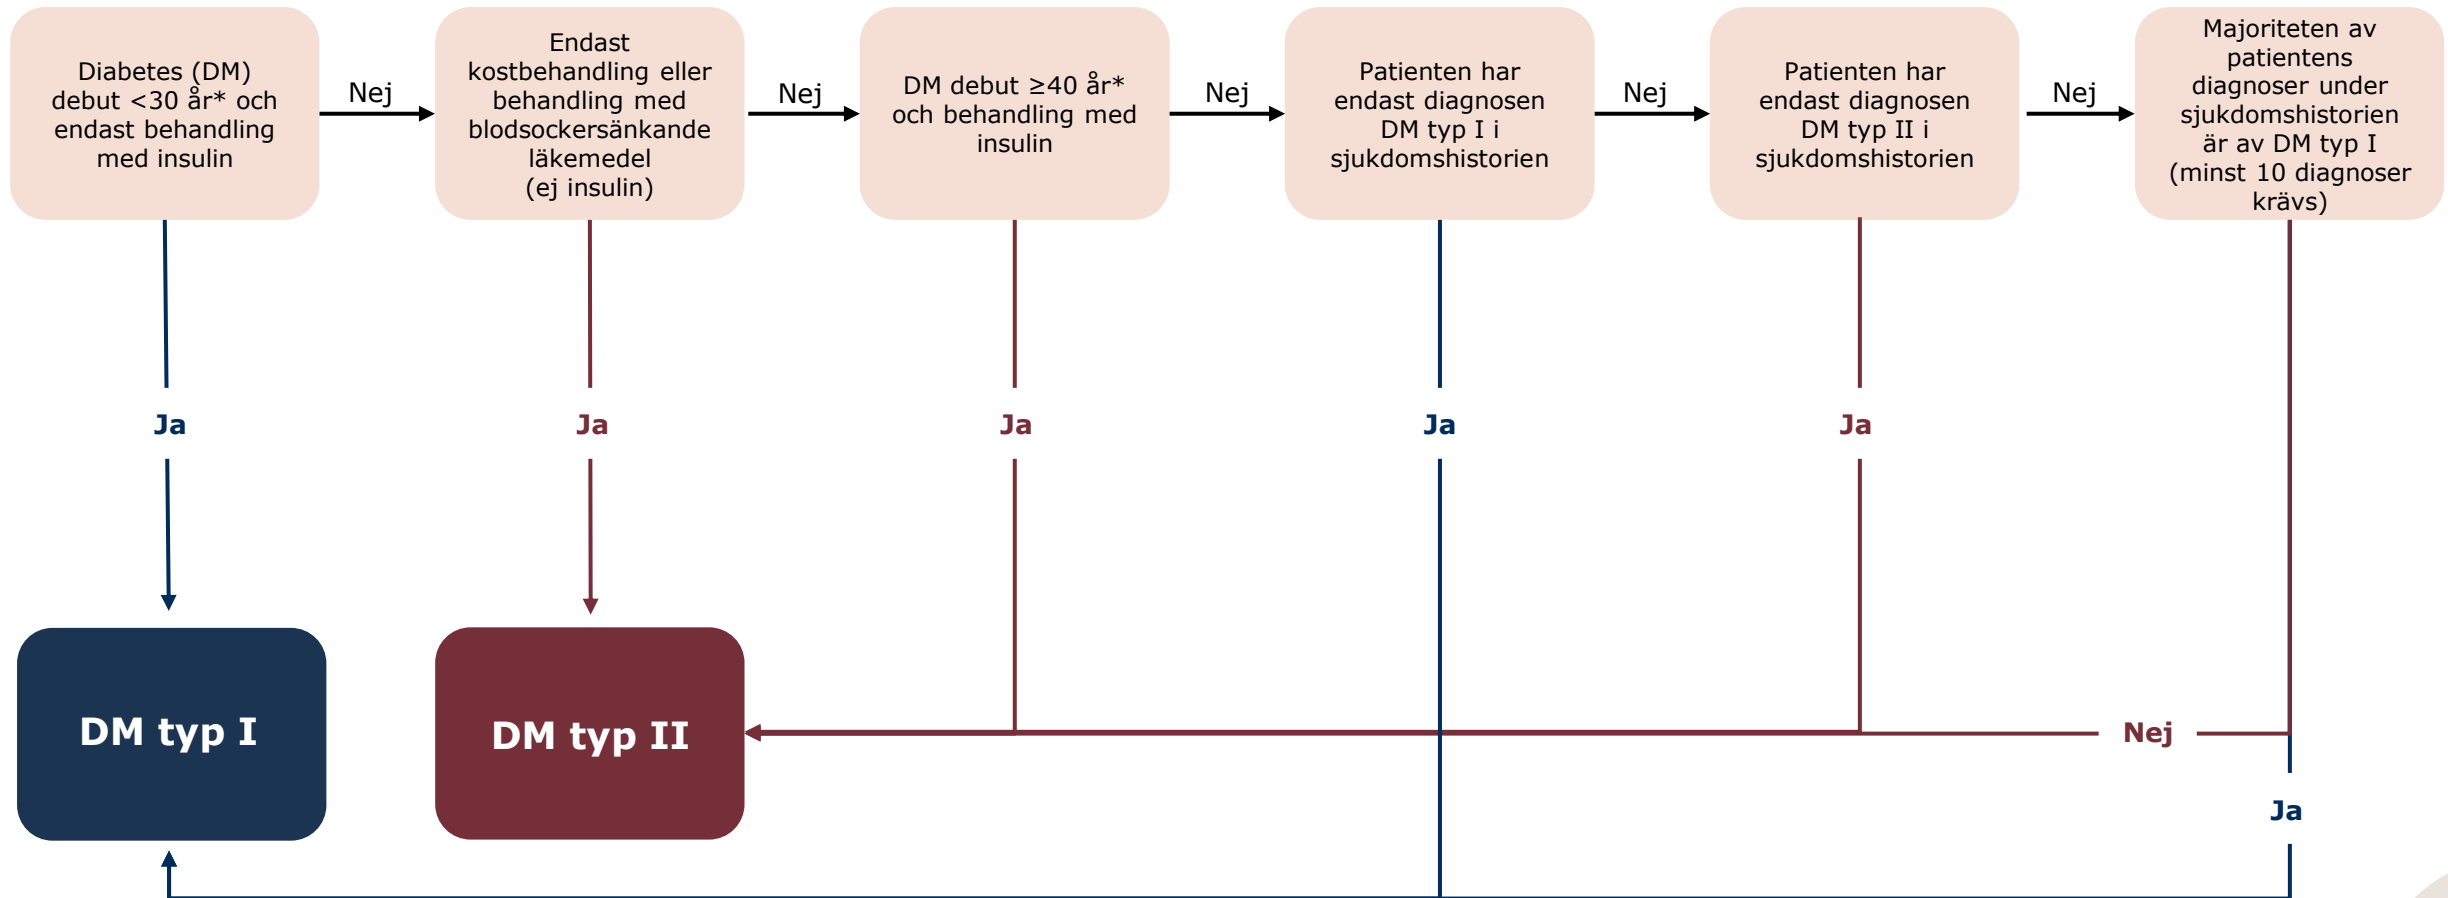 Diabetes (DM)
debut <30 år* och
endast behandling
med insulin
Nej
Endast
kostbehandling eller
behandling med
blodsockersänkande
läkemedel
(ej insulin)
Nej
DM debut ≥40 år*
och behandling med
insulin
Nej
Patienten har
endast diagnosen
DM typ I i
sjukdomshistorien
Nej
Patienten har
endast diagnosen
DM typ II i
sjukdomshistorien
Nej
Majoriteten av
patientens
diagnoser under
sjukdomshistorien
är av DM typ I
(minst 10 diagnoser
krävs)
Ja
Ja
Ja
Ja
Ja
DM typ I
DM typ II
Nej
Ja